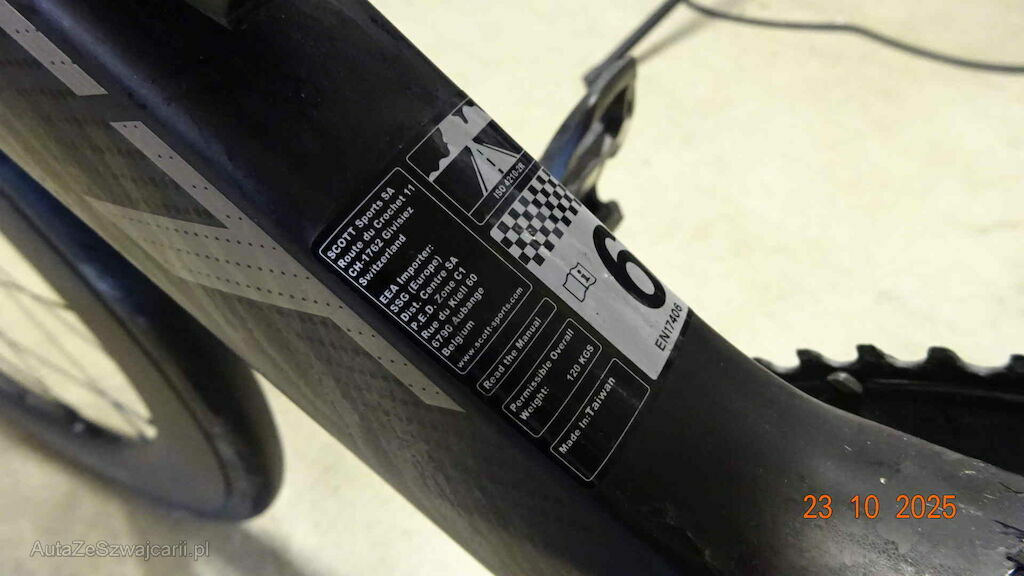 SCOTT Sports SA
Route du Crochet 11
CH-1762 Givisiez
Switzerland
EEA Importer:
SSG (Europe)
Dist. Centre SA
P.E.D. Zone C1
Rue du Kiell 60
6790 Aubange
Belgium
www.scott-sports.com
Read the Manual
Permissible Overall
Weight: 120 KGS
Made In Taiwan
ISO 4210-2R
6
EN17406
23 10 2025
AutaZeSzwajcarii.pl